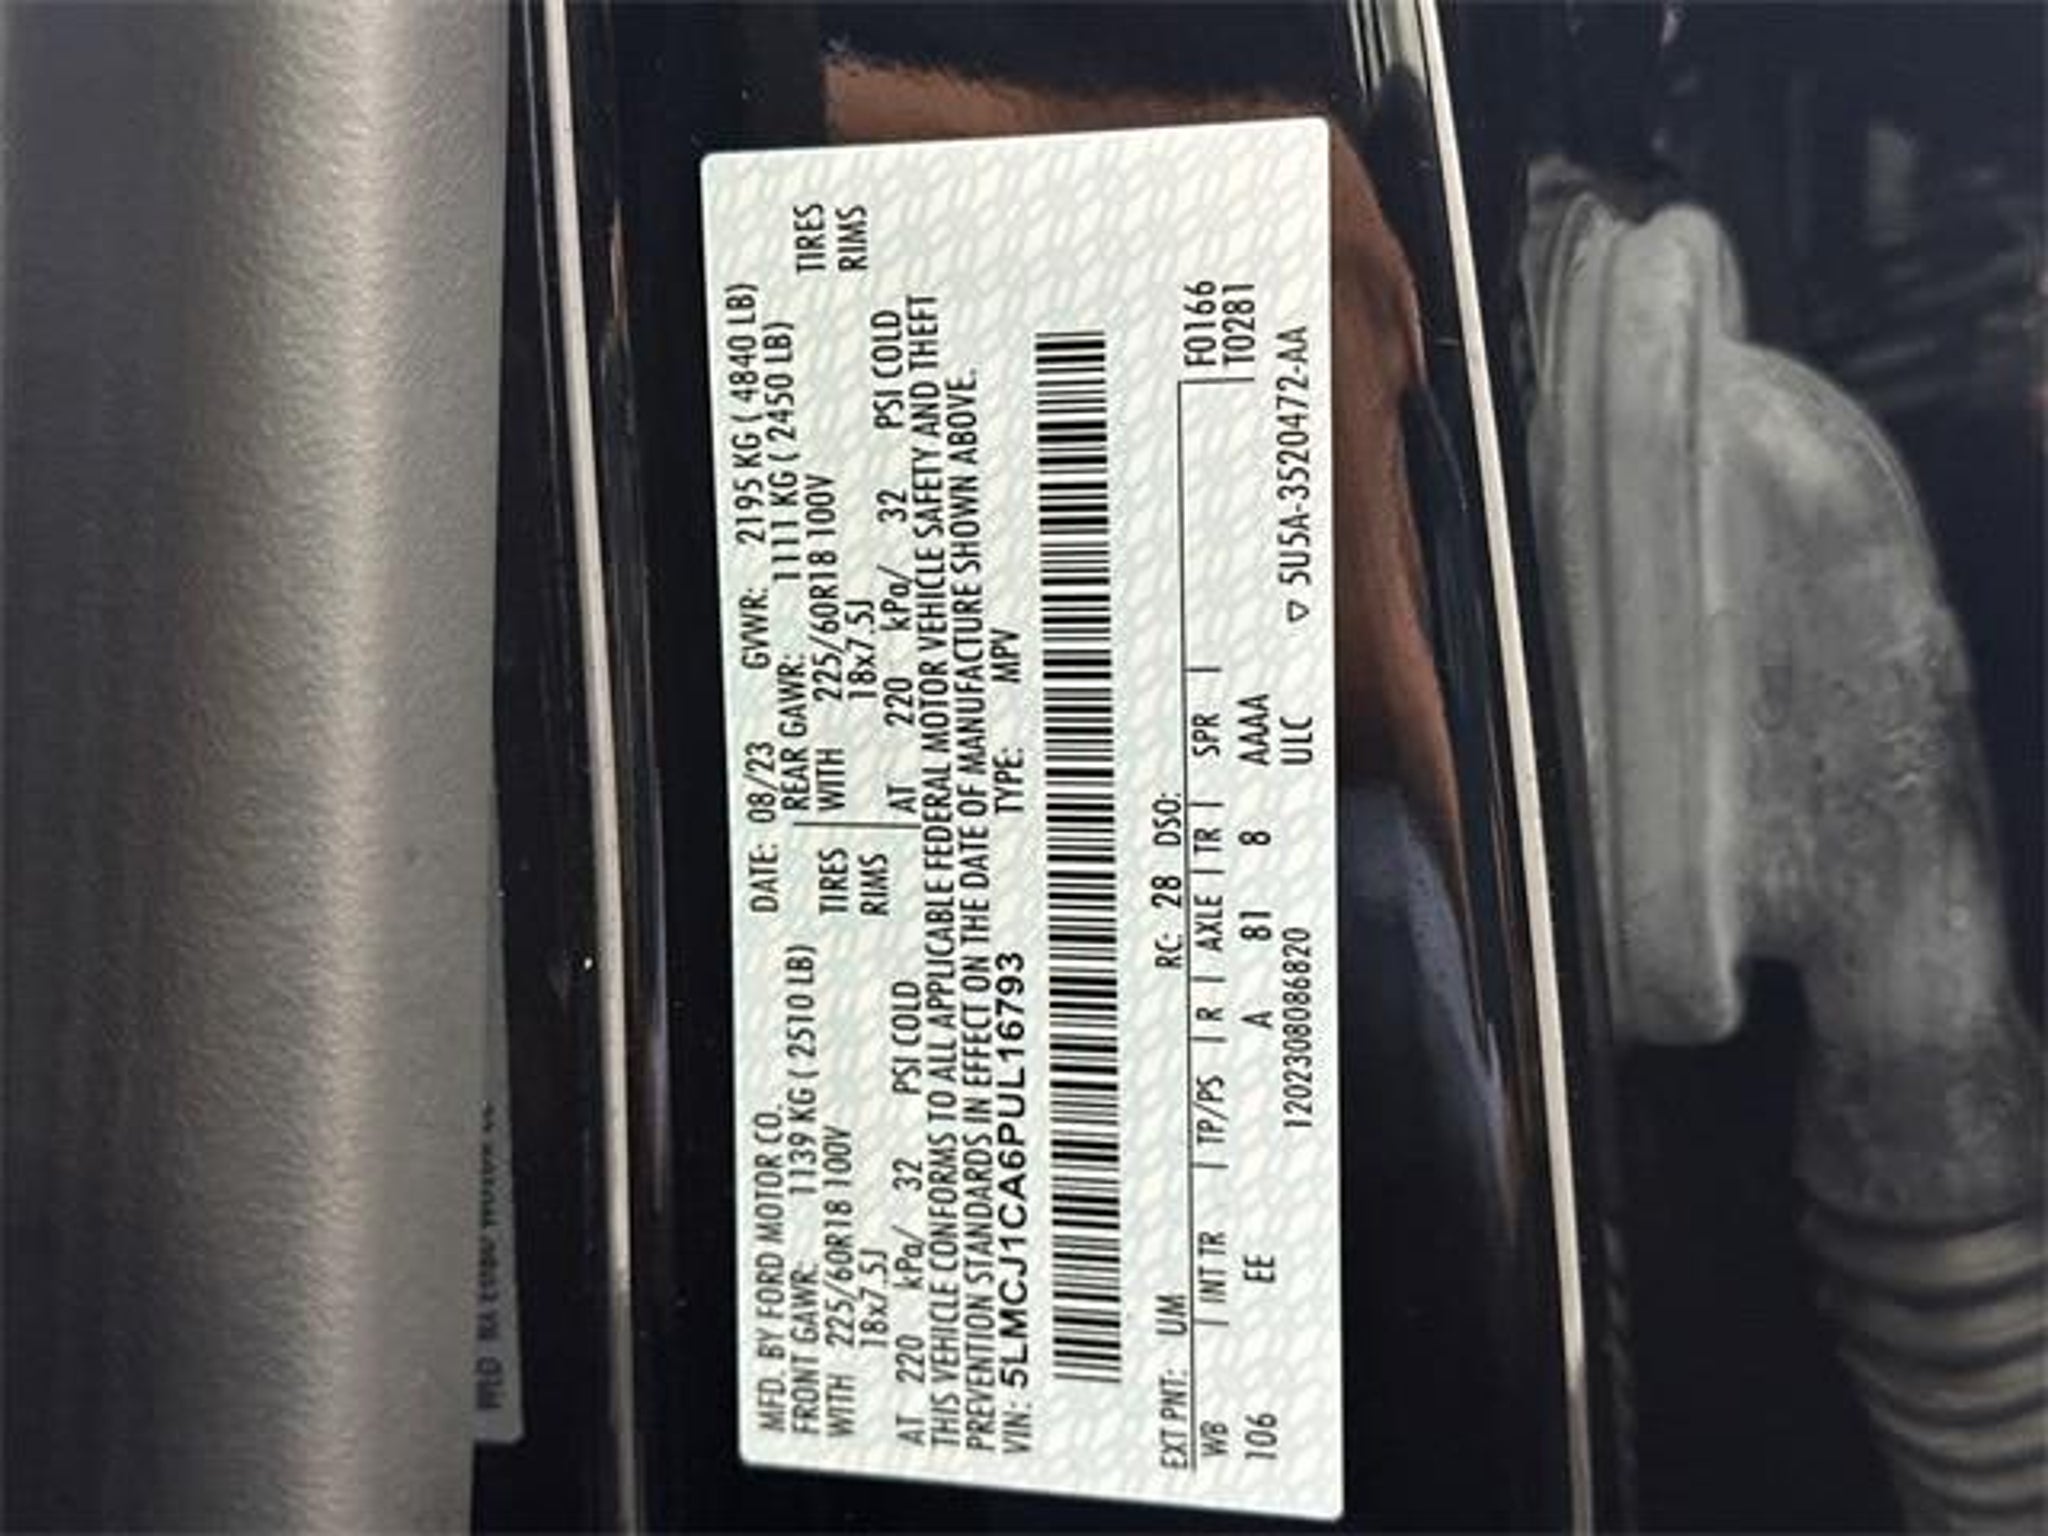 MFD. BY FORD MOTOR CO. DATE: 08/23 GVWR: 2195 KG ( 4840 LB)
FRONT GAWR: 1139 KG ( 2510 LB) REAR GAWR: 1111 KG ( 2450 LB)
WITH 225/60R18 100V TIRES WITH 225/60R18 100V TIRES
18x7.5J RIMS 18x7.5J RIMS
AT 220 kPa/ 32 PSI COLD AT 220 kPa/ 32 PSI COLD
THIS VEHICLE CONFORMS TO ALL APPLICABLE FEDERAL MOTOR VEHICLE SAFETY AND THEFT
PREVENTION STANDARDS IN EFFECT ON THE DATE OF MANUFACTURE SHOWN ABOVE.
VIN: 5LMCJ1CA6PUL16793 TYPE: MPV
EXT PNT: UM RC: 28 DSO: F0166
WB | INT TR | TP/PS | R | AXLE | TR | SPR | T0281
106 EE A 81 8 AAAA
120230806820 ULC ▽ 5U5A-3520472-AA